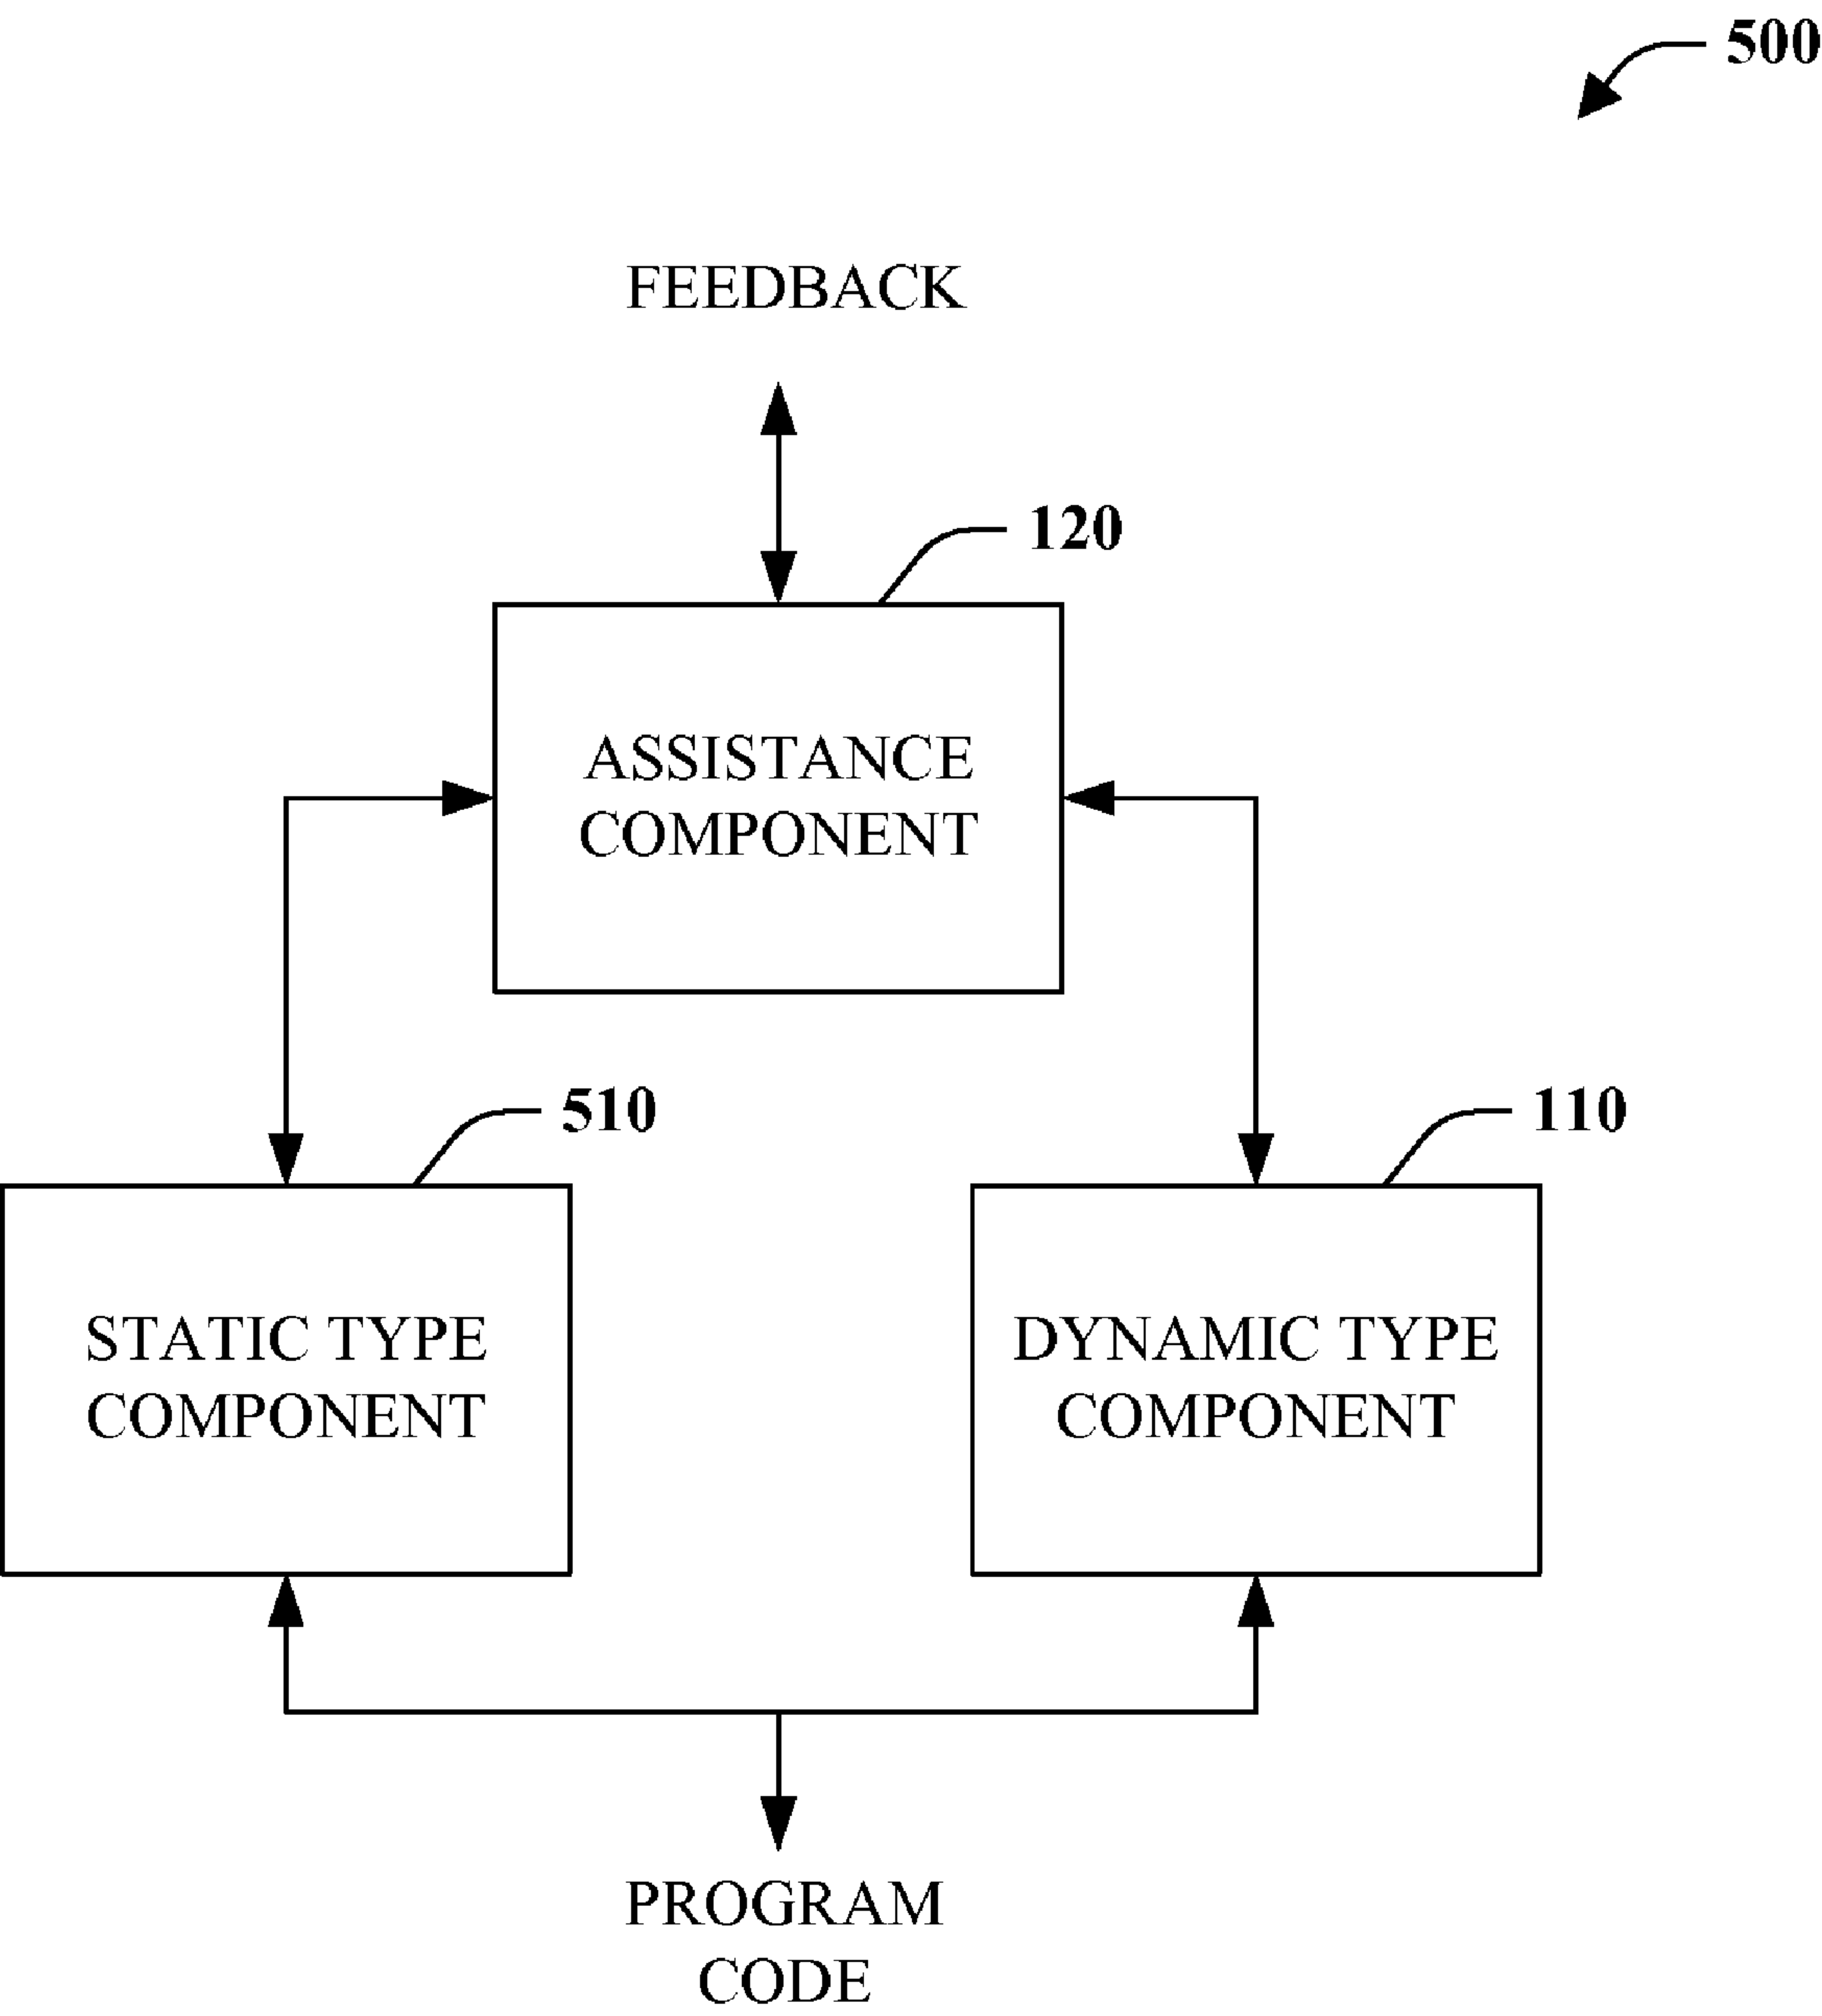 500
FEEDBACK
120
ASSISTANCE
COMPONENT
510
110
STATIC TYPE
COMPONENT
DYNAMIC TYPE
COMPONENT
PROGRAM
CODE